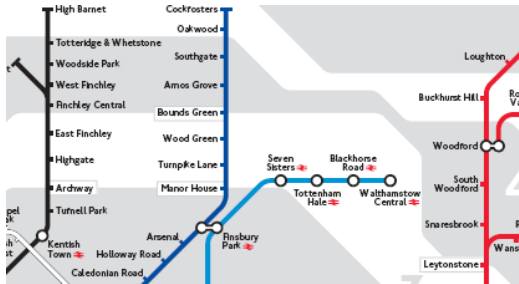 High Barnet
Totteridge & Whetstone
Woodside Park
West Finchley
Finchley Central
East Finchley
Highgate
Archway
Tufnell Park
Kentish
Town
Cockfosters
Oakwood
Southgate
Arnos Grove
Bounds Green
Wood Green
Turnpike Lane
Manor House
Arsenal
Holloway Road
Caledonian Road
Finsbury
Park
Seven
Sisters
Tottenham
Hale
Blackhorse
Road
Walthamstow
Central
Loughton
Buckhurst Hill
Woodford
South
Woodford
Snaresbrook
Leytonstone